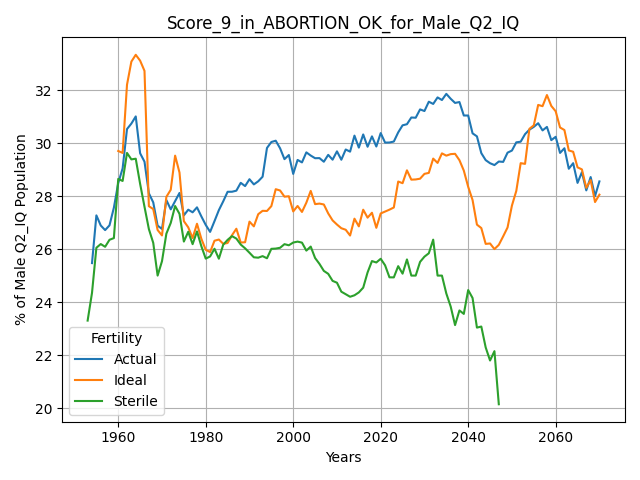 Score_9_in_ABORTION_OK_for_Male_Q2_IQ
% of Male Q2_IQ Population
32
30
28
26
24
22
20
Fertility
Actual
Ideal
Sterile
1960 1980 2000 2020 2040 2060
Years